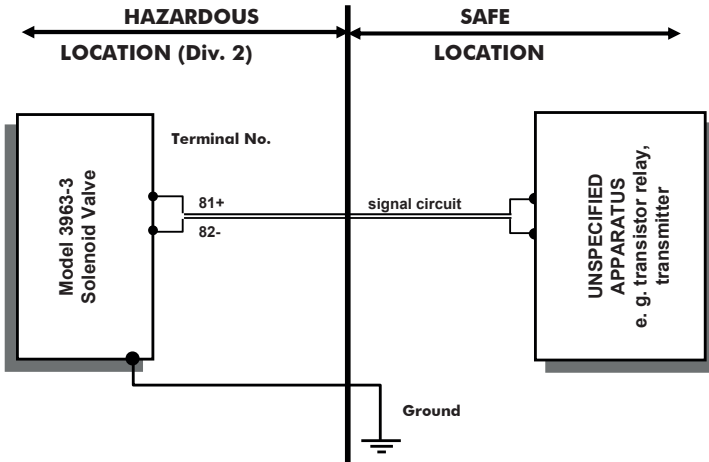 HAZARDOUS
LOCATION (Div. 2)
SAFE
LOCATION
Model 3963-3
Solenoid Valve
Terminal No.
81+
82-
signal circuit
UNSPECIFIED
APPARATUS
e. g. transistor relay,
transmitter
Ground